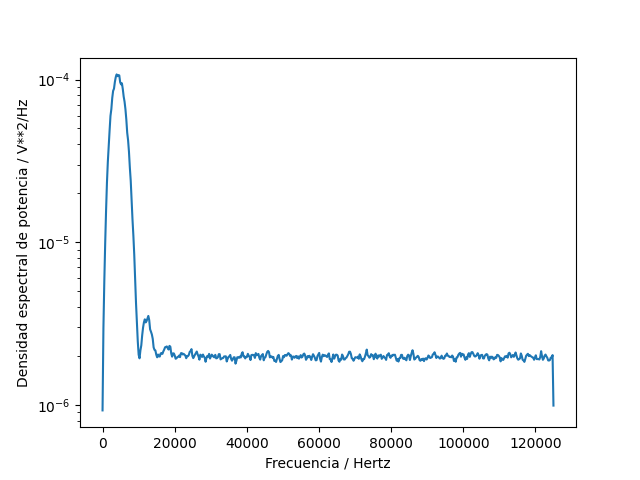 10⁻⁴
10⁻⁵
10⁻⁶
Densidad espectral de potencia / V**2/Hz
0 20000 40000 60000 80000 100000 120000
Frecuencia / Hertz